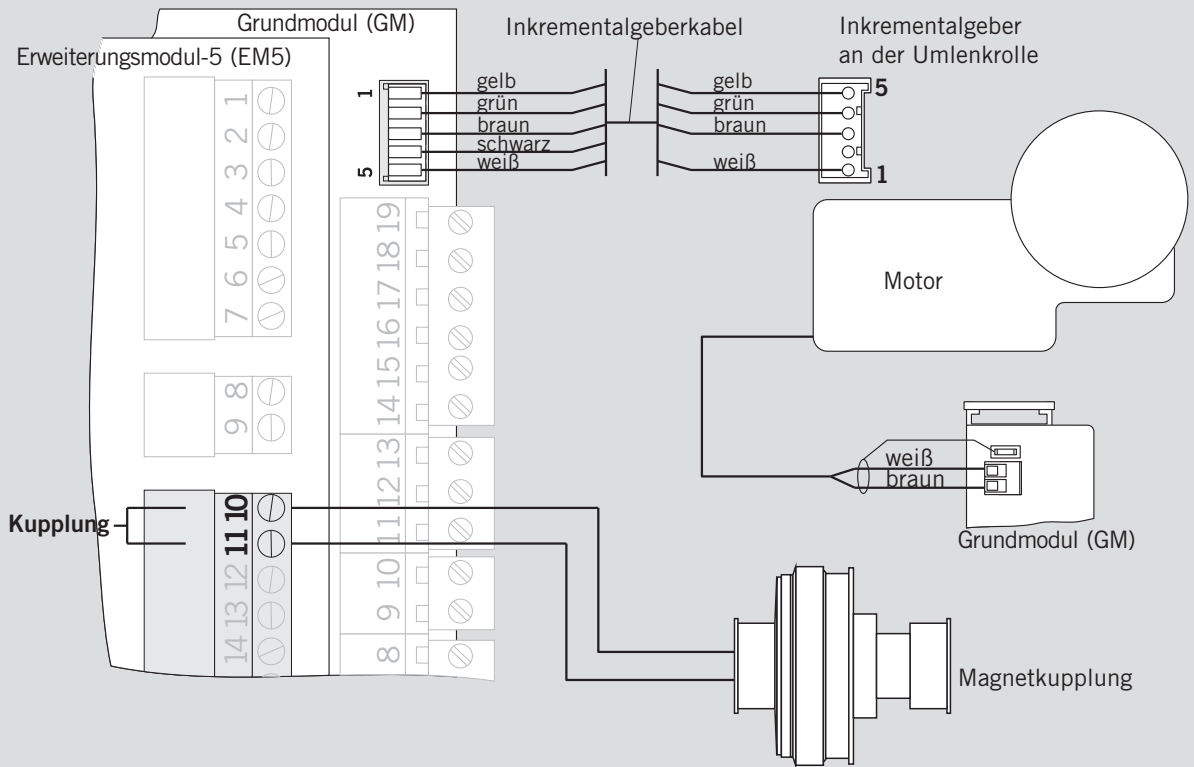 Grundmodul (GM)
Erweiterungsmodul-5 (EM5)
Inkrementalgeberkabel
Inkrementalgeber
an der Umlenkrolle
1
5
gelb
grün
braun
schwarz
weiß
gelb
grün
braun
weiß
5
1
1
2
3
4
5
6
7
8
9
10
11
12
13
14
19
18
17
16
15
14
13
12
11
10
9
8
Kupplung
Motor
weiß
braun
Grundmodul (GM)
Magnetkupplung